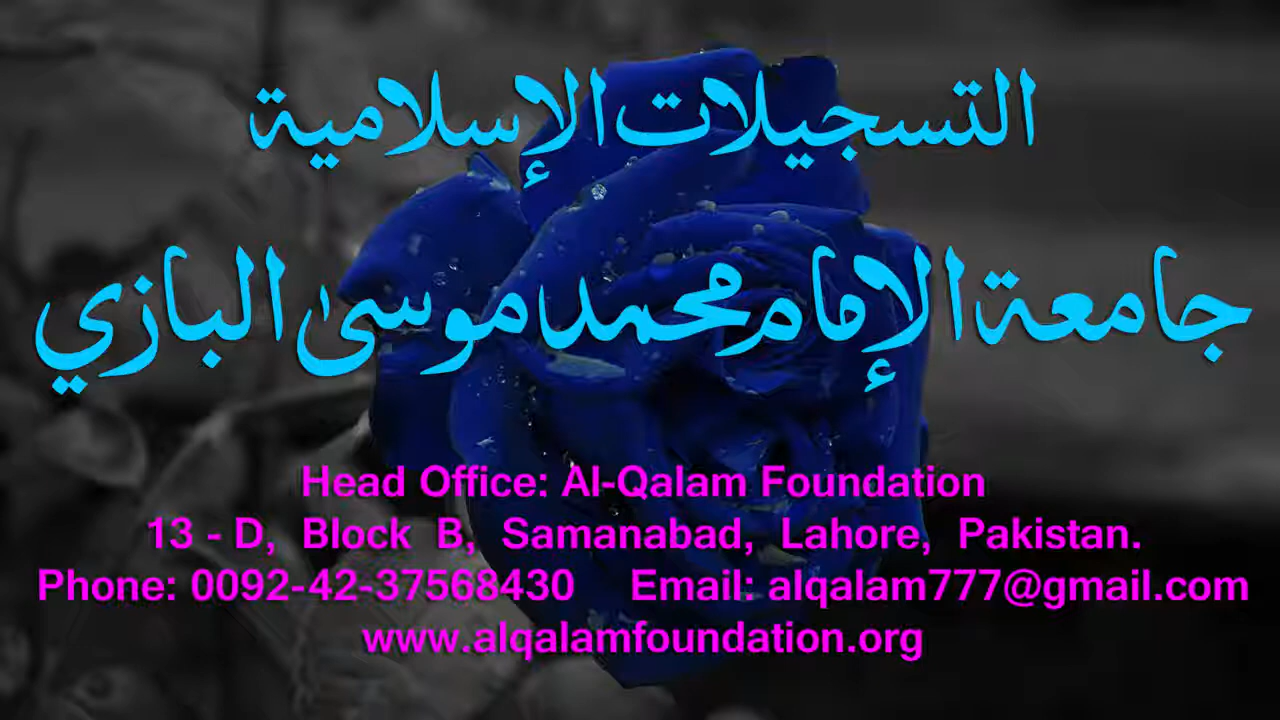 التسجيلات الإسلامية
جامعة الإمام محمد موسىٰ البازي
Head Office: Al-Qalam Foundation
13 - D, Block B, Samanabad, Lahore, Pakistan.
Phone: 0092-42-37568430 Email: alqalam777@gmail.com
www.alqalamfoundation.org